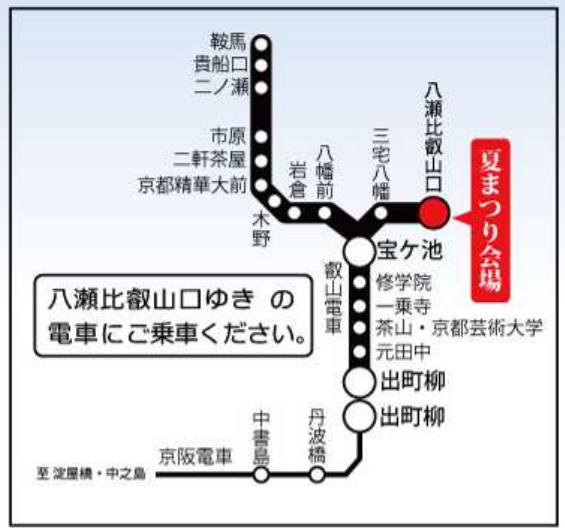 鞍馬
貴船口
二ノ瀬
市原
二軒茶屋
京都精華大前
木野
岩倉
八幡前
三宅八幡
八瀬比叡山口
夏まつり会場
宝ケ池
叡山電車
修学院
一乗寺
茶山・京都芸術大学
元田中
出町柳
出町柳
八瀬比叡山口ゆき の
電車にご乗車ください。
丹波橋
中書島
京阪電車
至 淀屋橋・中之島